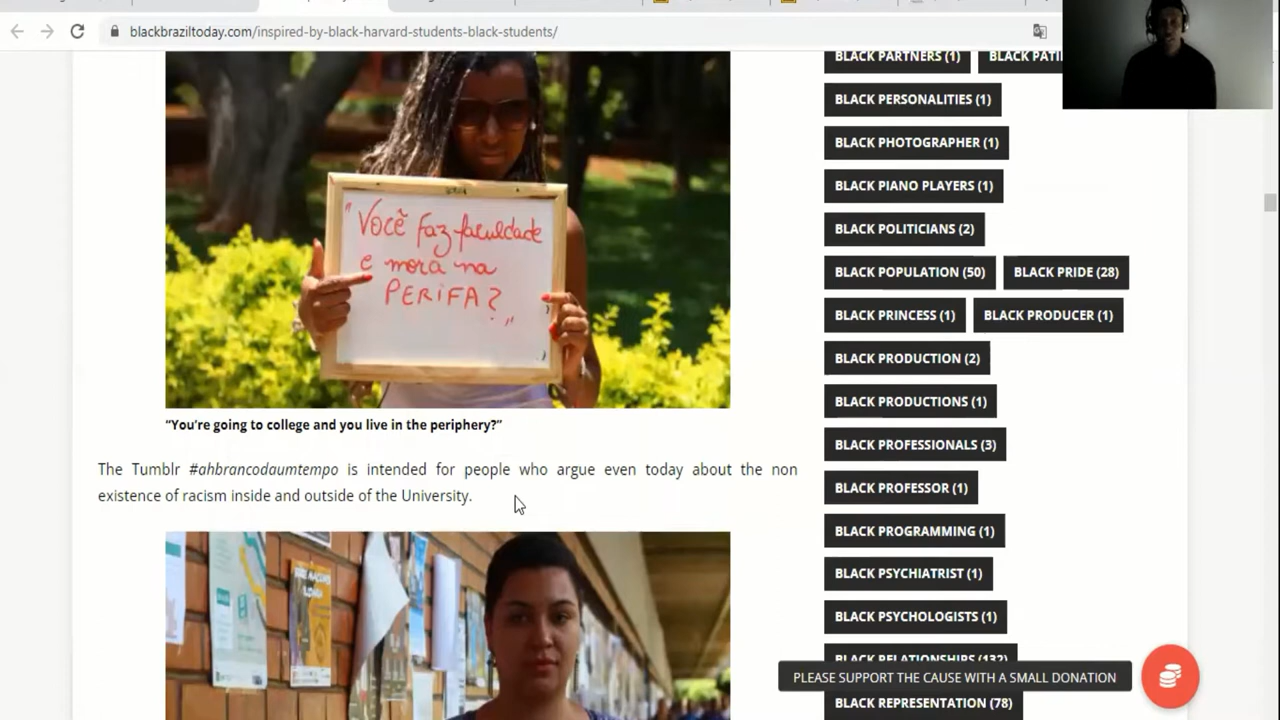 blackbraziltoday.com/inspired-by-black-harvard-students-black-students/
BLACK PARTNERS (1)
BLACK PERSONALITIES (1)
BLACK PHOTOGRAPHER (1)
BLACK PIANO PLAYERS (1)
BLACK POLITICIANS (2)
BLACK POPULATION (50) BLACK PRIDE (28)
BLACK PRINCESS (1) BLACK PRODUCER (1)
BLACK PRODUCTION (2)
BLACK PRODUCTIONS (1)
BLACK PROFESSIONALS (3)
BLACK PROFESSOR (1)
BLACK PROGRAMMING (1)
BLACK PSYCHIATRIST (1)
BLACK PSYCHOLOGISTS (1)
BLACK RELATIONSHIPS (132)
BLACK REPRESENTATION (78)
"Você faz faculdade
e mora na
PERIFA?"
"You're going to college and you live in the periphery?"
The Tumblr #ahbrancodaumtempo is intended for people who argue even today about the non
existence of racism inside and outside of the University.
PLEASE SUPPORT THE CAUSE WITH A SMALL DONATION